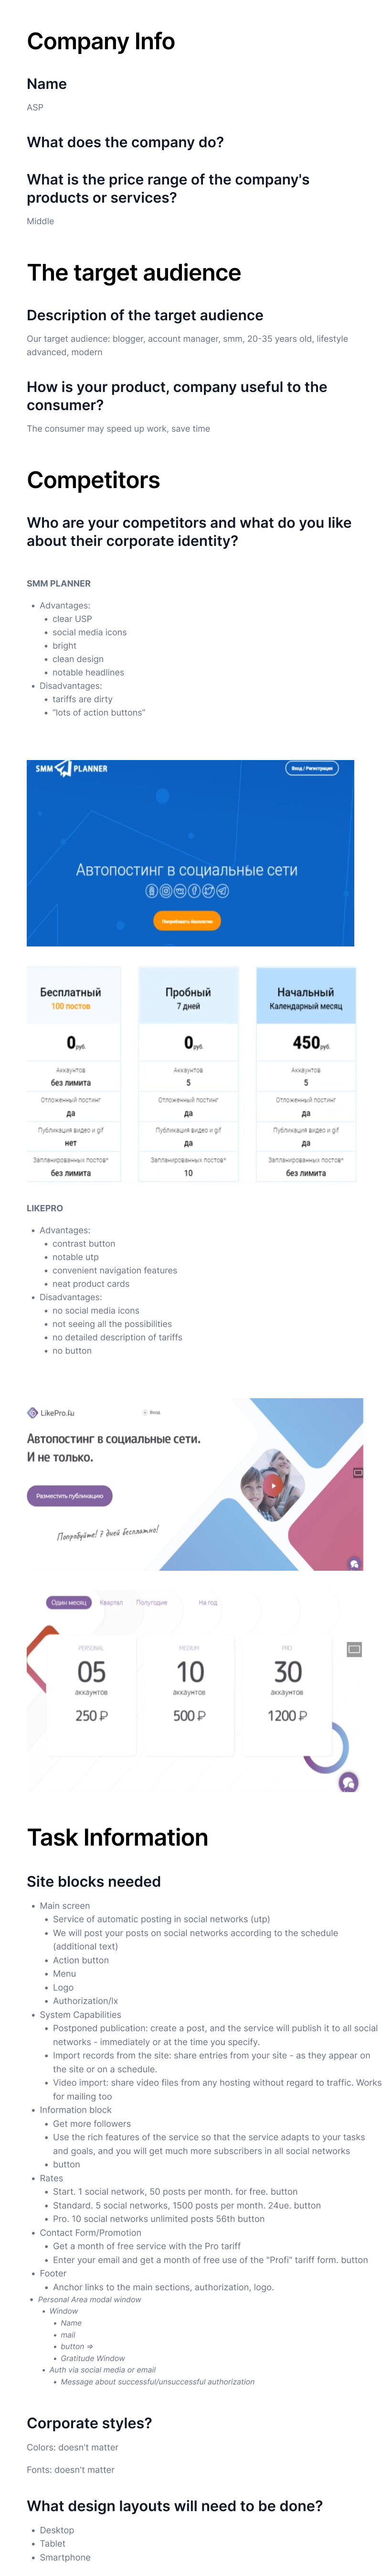 Company Info
Name
ASP
What does the company do?
What is the price range of the company's
products or services?
Middle
The target audience
Description of the target audience
Our target audience: blogger, account manager, smm, 20-35 years old, lifestyle
advanced, modern
How is your product, company useful to the
consumer?
The consumer may speed up work, save time
Competitors
Who are your competitors and what do you like
about their corporate identity?
SMM PLANNER
• Advantages:
• clear USP
• social media icons
• bright
• clean design
• notable headlines
• Disadvantages:
• tariffs are dirty
• "lots of action buttons"
SMM PLANNER
Вход / Регистрация
Автопостинг в социальные сети
Попробовать бесплатно
Бесплатный
100 постов
0 руб.
Аккаунтов
без лимита
Отложенный постинг
да
Публикация видео и gif
нет
Запланированных постов*
без лимита
Пробный
7 дней
0 руб.
Аккаунтов
5
Отложенный постинг
да
Публикация видео и gif
да
Запланированных постов*
10
Начальный
Календарный месяц
450 руб.
Аккаунтов
5
Отложенный постинг
да
Публикация видео и gif
да
Запланированных постов*
без лимита
LIKEPRO
• Advantages:
• contrast button
• notable utp
• convenient navigation features
• neat product cards
• Disadvantages:
• no social media icons
• not seeing all the possibilities
• no detailed description of tariffs
• no button
LikePro.Ru
Вход
Автопостинг в социальные сети.
И не только.
Разместить публикацию
Попробуйте! 7 дней бесплатно!
Один месяц Квартал Полугодие На год
PERSONAL
05
аккаунтов
250 ₽
MEDIUM
10
аккаунтов
500 ₽
PRO
30
аккаунтов
1200 ₽
Task Information
Site blocks needed
• Main screen
• Service of automatic posting in social networks (utp)
• We will post your posts on social networks according to the schedule
(additional text)
• Action button
• Menu
• Logo
• Authorization/lx
• System Capabilities
• Postponed publication: create a post, and the service will publish it to all social
networks - immediately or at the time you specify.
• Import records from the site: share entries from your site - as they appear on
the site or on a schedule.
• Video import: share video files from any hosting without regard to traffic. Works
for mailing too
• Information block
• Get more followers
• Use the rich features of the service so that the service adapts to your tasks
and goals, and you will get much more subscribers in all social networks
• button
• Rates
• Start. 1 social network, 50 posts per month. for free. button
• Standard. 5 social networks, 1500 posts per month. 24ue. button
• Pro. 10 social networks unlimited posts 56th button
• Contact Form/Promotion
• Get a month of free service with the Pro tariff
• Enter your email and get a month of free use of the "Profi" tariff form. button
• Footer
• Anchor links to the main sections, authorization, logo.
• Personal Area modal window
• Window
• Name
• mail
• button ⇒
• Gratitude Window
• Auth via social media or email
• Message about successful/unsuccessful authorization
Corporate styles?
Colors: doesn't matter
Fonts: doesn't matter
What design layouts will need to be done?
• Desktop
• Tablet
• Smartphone